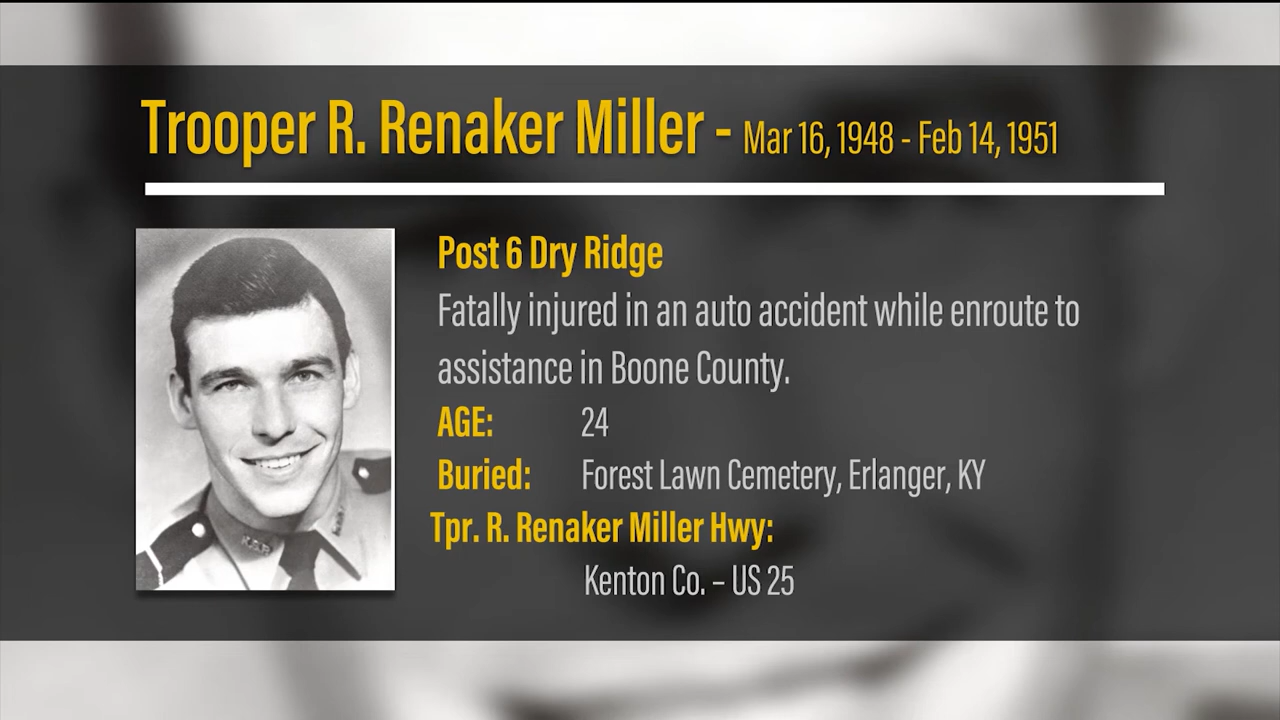 Trooper R. Renaker Miller - Mar 16, 1948 - Feb 14, 1951
Post 6 Dry Ridge
Fatally injured in an auto accident while enroute to
assistance in Boone County.
AGE: 24
Buried: Forest Lawn Cemetery, Erlanger, KY
Tpr. R. Renaker Miller Hwy:
Kenton Co. – US 25